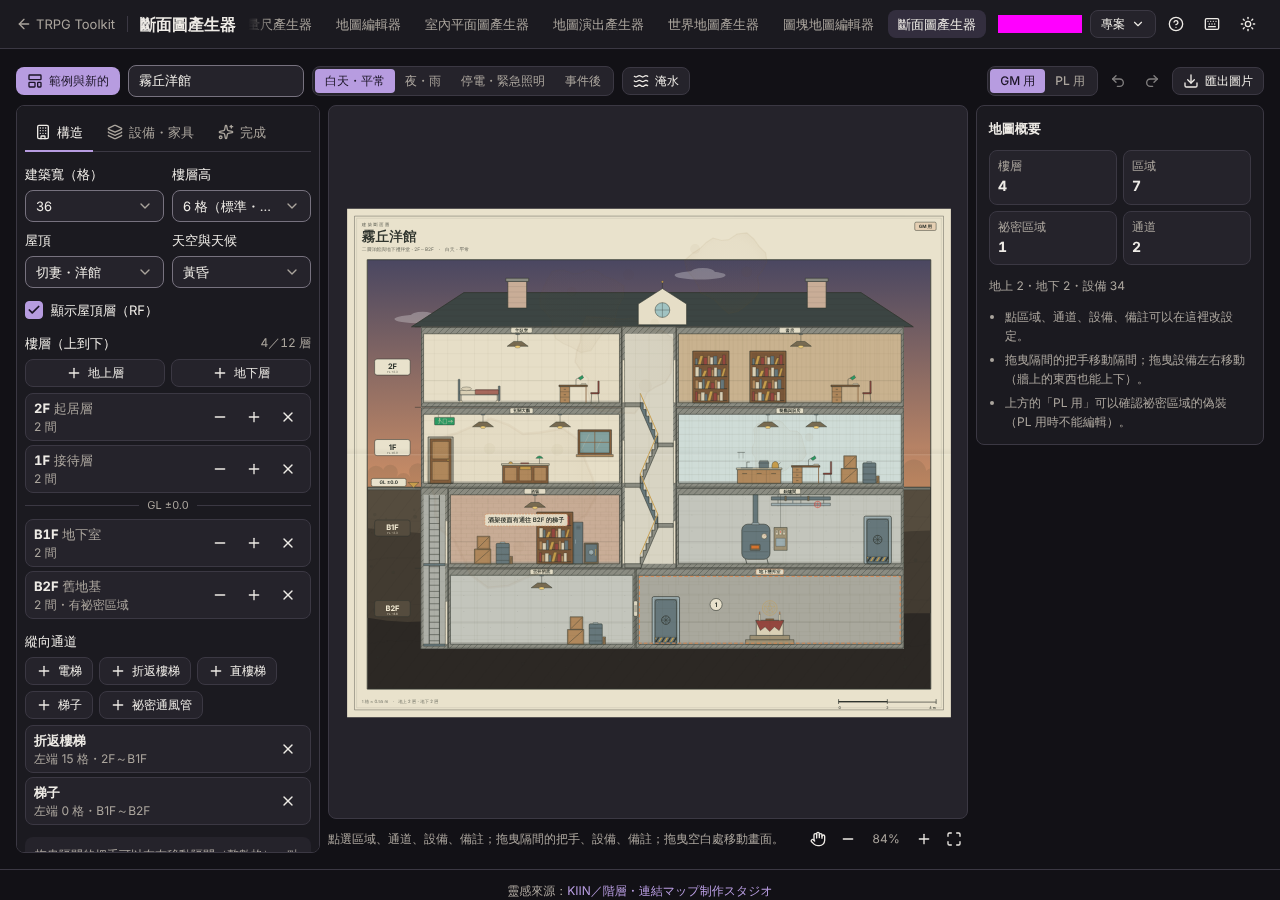 TRPG Toolkit
斷面圖產生器
尺產生器
地圖編輯器
室內平面圖產生器
地圖演出產生器
世界地圖產生器
圖塊地圖編輯器
斷面圖產生器
專案
範例與新的
霧丘洋館
白天・平常
夜・雨
停電・緊急照明
事件後
淹水
GM 用
PL 用
匯出圖片
構造
設備・家具
完成
建築寬（格）
樓層高
36
6 格（標準・...
屋頂
天空與天候
切妻・洋館
黃昏
顯示屋頂層（RF）
樓層（上到下）
4／12 層
地上層
地下層
2F 起居層
2 間
1F 接待層
2 間
GL ±0.0
B1F 地下室
2 間
B2F 舊地基
2 間・有祕密區域
縱向通道
電梯
折返樓梯
直樓梯
梯子
祕密通風管
折返樓梯
左端 15 格・2F～B1F
梯子
左端 0 格・B1F～B2F
霧丘洋館
GM 用
2F
1F
GL ±0.0
B1F
酒架後面有通往 B2F 的梯子
B2F
1
點選區域、通道、設備、備註；拖曳隔間的把手、設備、備註；拖曳空白處移動畫面。
84%
地圖概要
樓層
4
區域
7
祕密區域
1
通道
2
地上 2・地下 2・設備 34
點區域、通道、設備、備註可以在這裡改設
定。
拖曳隔間的把手移動隔間；拖曳設備左右移動
（牆上的東西也能上下）。
上方的「PL 用」可以確認祕密區域的偽裝
（PL 用時不能編輯）。
靈感來源：KIIN／階層・連結マップ制作スタジオ